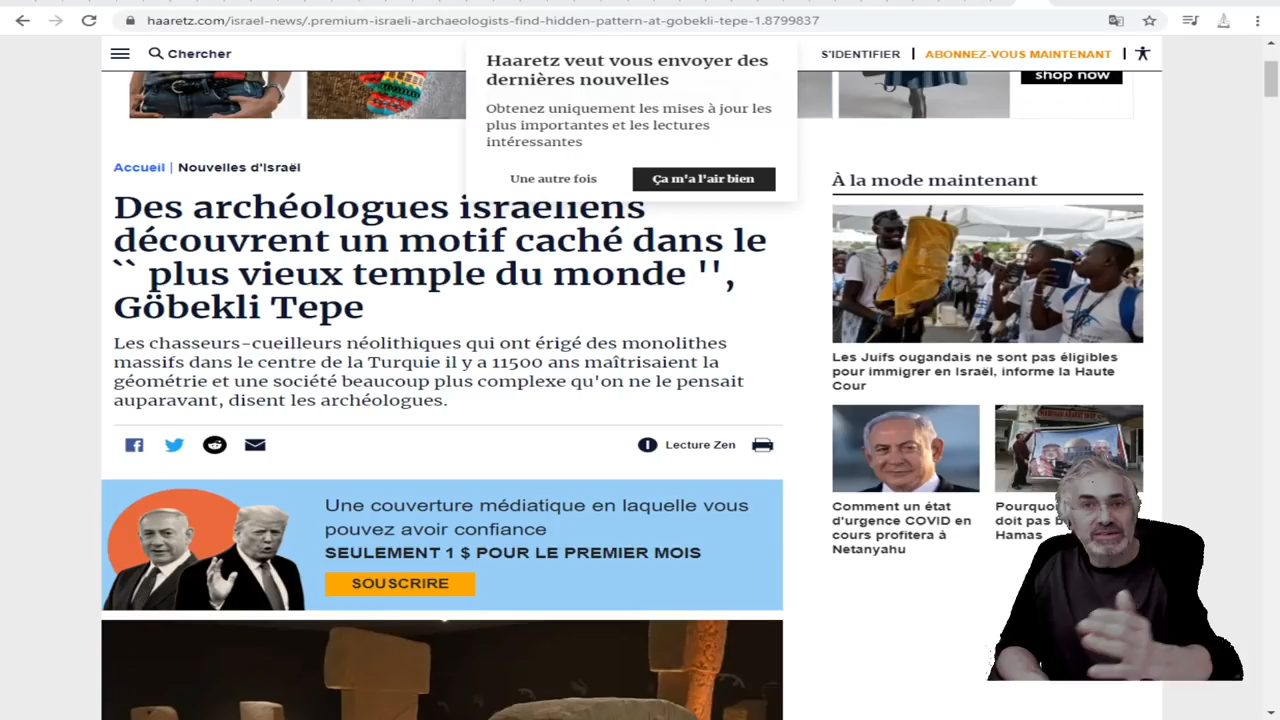 haaretz.com/israel-news/.premium-israeli-archaeologists-find-hidden-pattern-at-gobekli-tepe-1.8799837
Chercher
S'IDENTIFIER
ABONNEZ-VOUS MAINTENANT
Haaretz veut vous envoyer des
dernières nouvelles
Obtenez uniquement les mises à jour les
plus importantes et les lectures
intéressantes
Une autre fois
Ça m'a l'air bien
shop now
Accueil | Nouvelles d'Israël
Des archéologues israéliens
découvrent un motif caché dans le
`` plus vieux temple du monde '',
Göbekli Tepe
Les chasseurs-cueilleurs néolithiques qui ont érigé des monolithes
massifs dans le centre de la Turquie il y a 11500 ans maîtrisaient la
géométrie et une société beaucoup plus complexe qu'on ne le pensait
auparavant, disent les archéologues.
Lecture Zen
Une couverture médiatique en laquelle vous
pouvez avoir confiance
SEULEMENT 1 $ POUR LE PREMIER MOIS
SOUSCRIRE
À la mode maintenant
Les Juifs ougandais ne sont pas éligibles
pour immigrer en Israël, informe la Haute
Cour
Comment un état
d'urgence COVID en
cours profitera à
Netanyahu
doit pas
Hamas